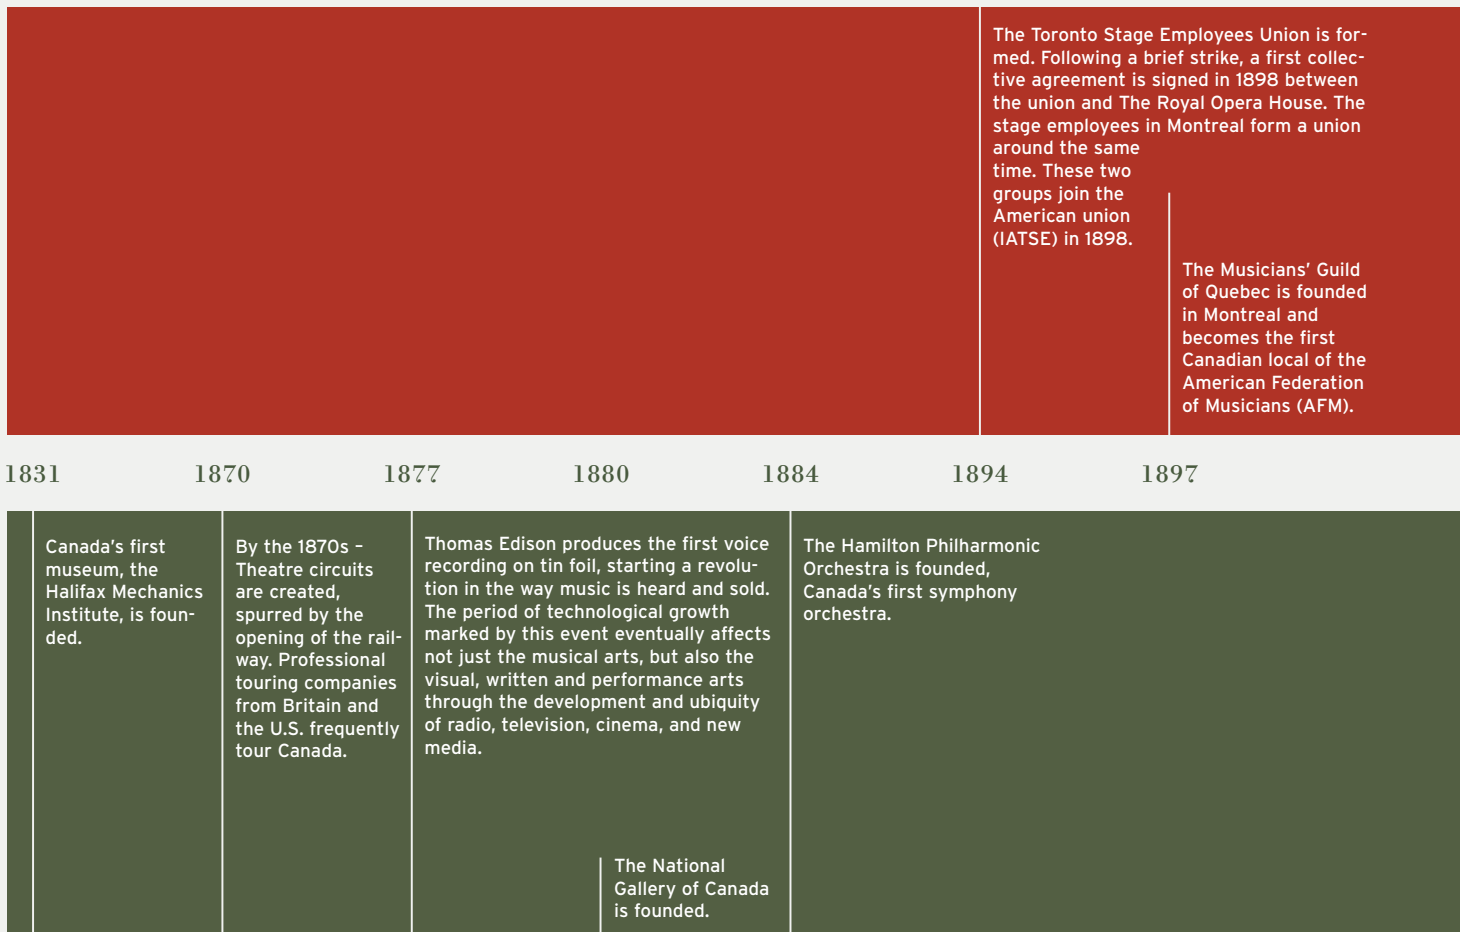 The Toronto Stage Employees Union is for-
med. Following a brief strike, a first collec-
tive agreement is signed in 1898 between
the union and The Royal Opera House. The
stage employees in Montreal form a union
around the same
time. These two
groups join the
American union
(IATSE) in 1898.
The Musicians’ Guild
of Quebec is founded
in Montreal and
becomes the first
Canadian local of the
American Federation
of Musicians (AFM).
1831 1870 1877 1880 1884 1894 1897
Canada’s first
museum, the
Halifax Mechanics
Institute, is foun-
ded.
By the 1870s –
Theatre circuits
are created,
spurred by the
opening of the rail-
way. Professional
touring companies
from Britain and
the U.S. frequently
tour Canada.
Thomas Edison produces the first voice
recording on tin foil, starting a revolu-
tion in the way music is heard and sold.
The period of technological growth
marked by this event eventually affects
not just the musical arts, but also the
visual, written and performance arts
through the development and ubiquity
of radio, television, cinema, and new
media.
The National
Gallery of Canada
is founded.
The Hamilton Philharmonic
Orchestra is founded,
Canada’s first symphony
orchestra.